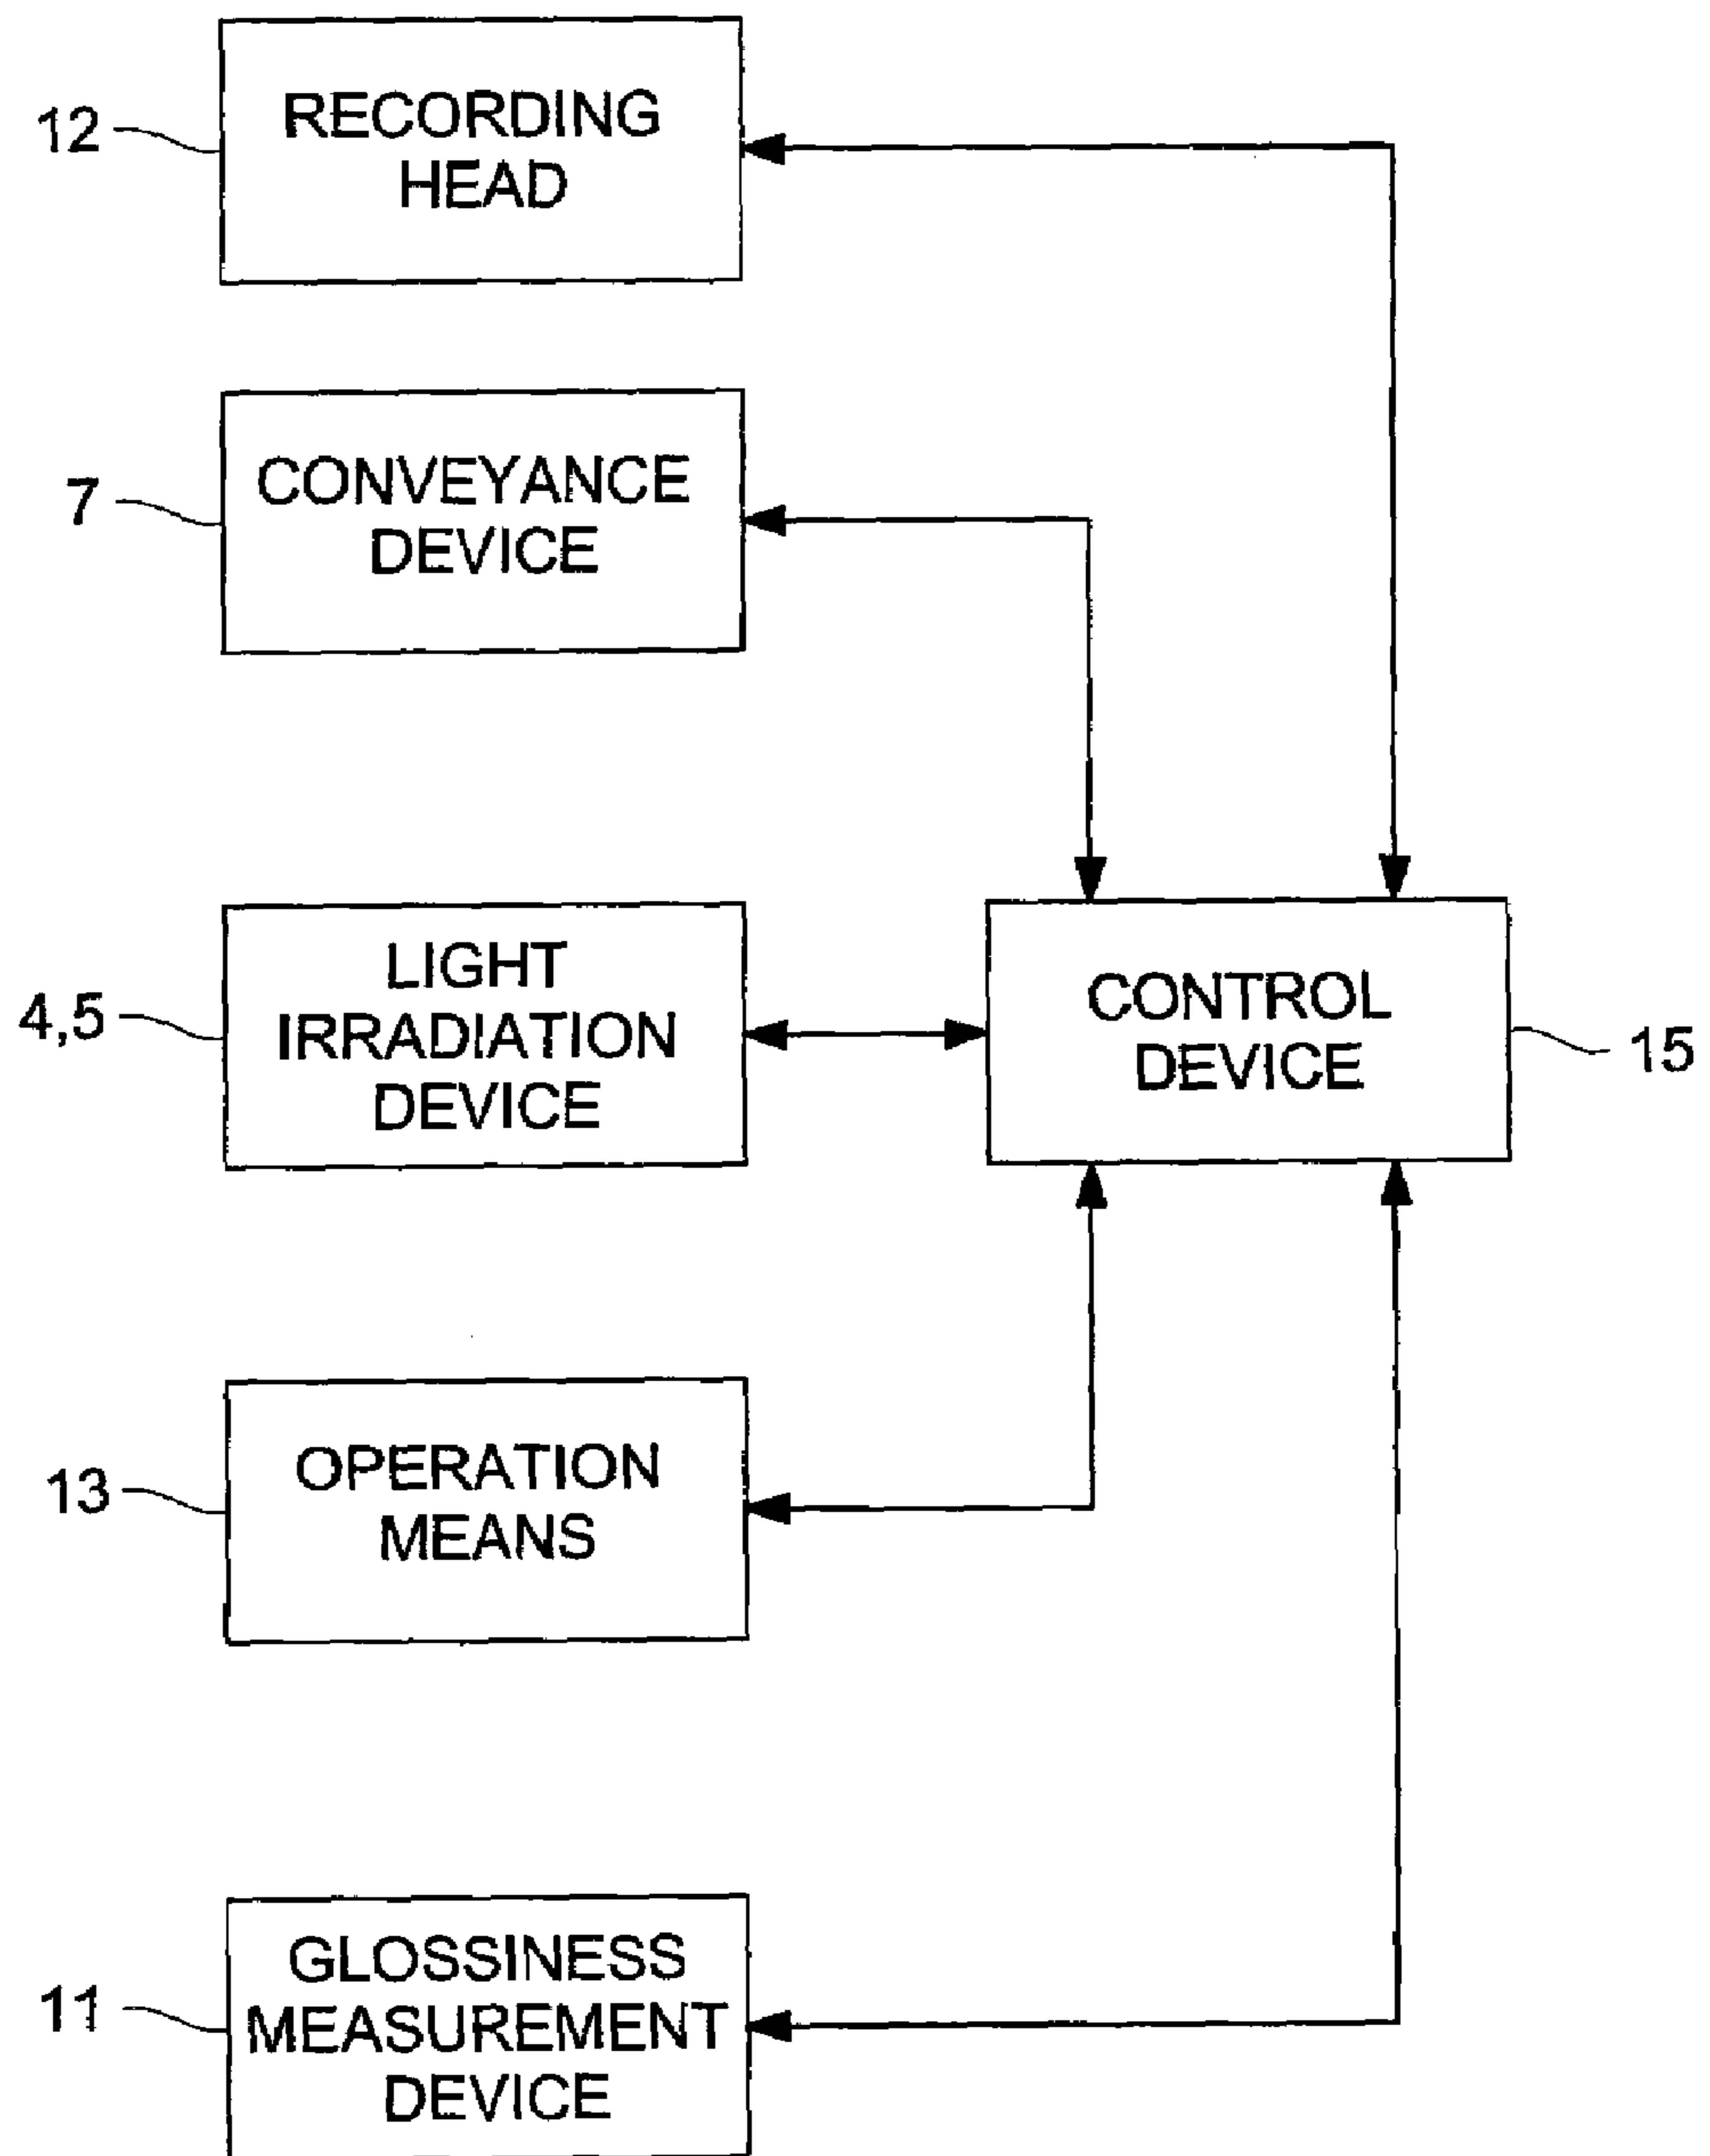 12
RECORDING
HEAD
7
CONVEYANCE
DEVICE
4,5
LIGHT
IRRADIATION
DEVICE
CONTROL
DEVICE
15
13
OPERATION
MEANS
11
GLOSSINESS
MEASUREMENT
DEVICE